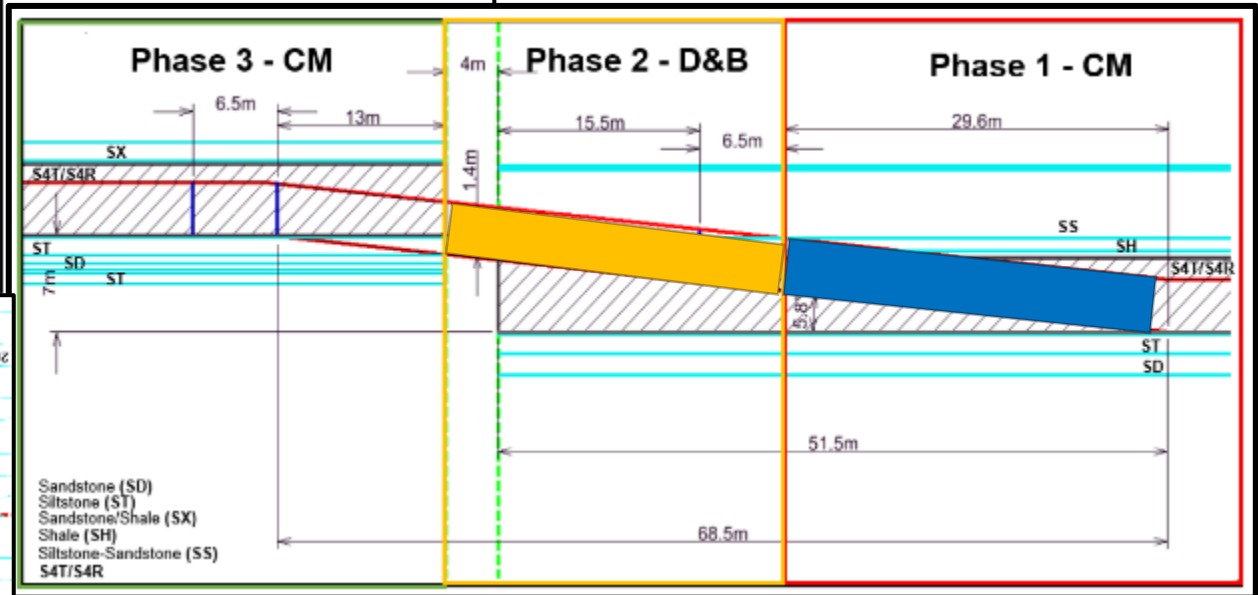 Phase 3 - CM
4m
Phase 2 - D&B
Phase 1 - CM
6.5m
13m
15.5m
6.5m
29.6m
SX
S4T/S4R
1.4m
SS
SH
S4T/S4R
ST
SD
ST
7m
5.8
ST
SD
51.5m
68.5m
Sandstone (SD)
Siltstone (ST)
Sandstone/Shale (SX)
Shale (SH)
Siltstone-Sandstone (SS)
S4T/S4R